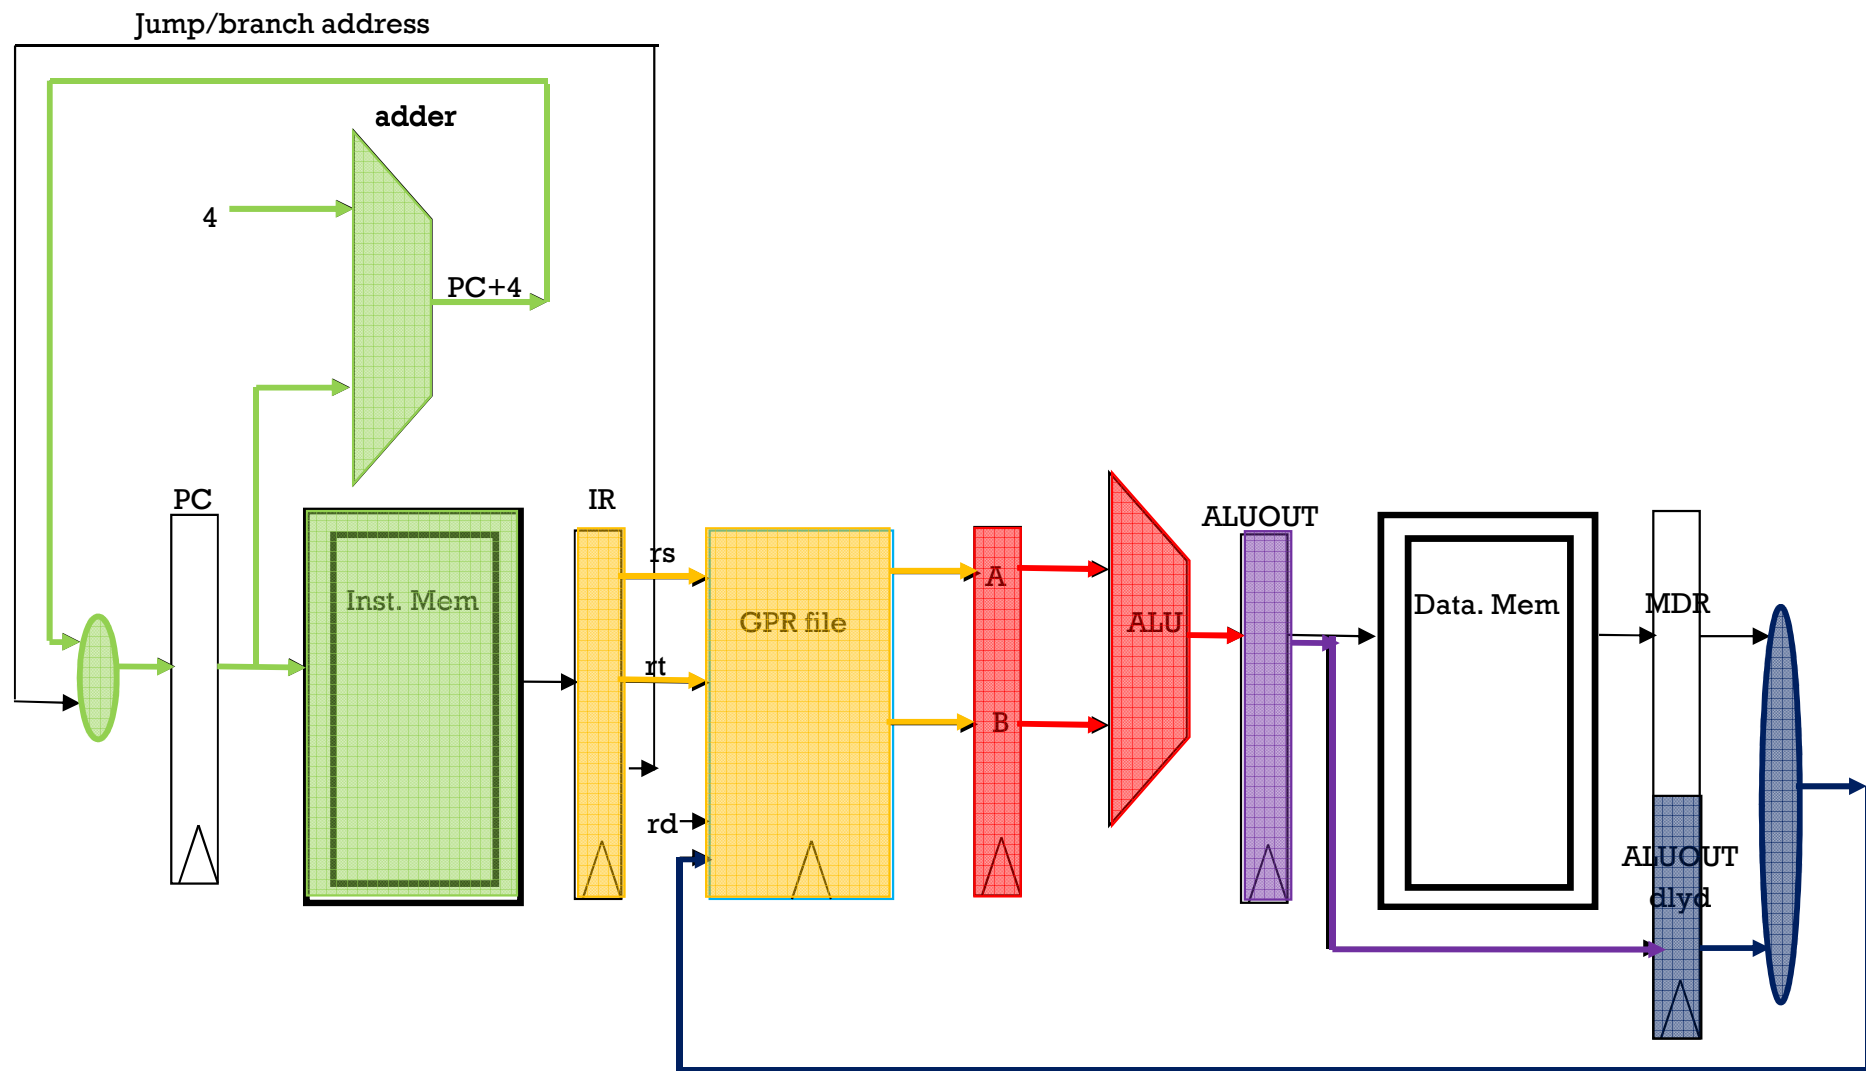 Jump/branch address
adder
4
PC+4
PC
IR
ALUOUT
rs
Inst. Mem
GPR file
A
ALU
Data. Mem
MDR
rt
B
rd
ALUOUT
dlyd